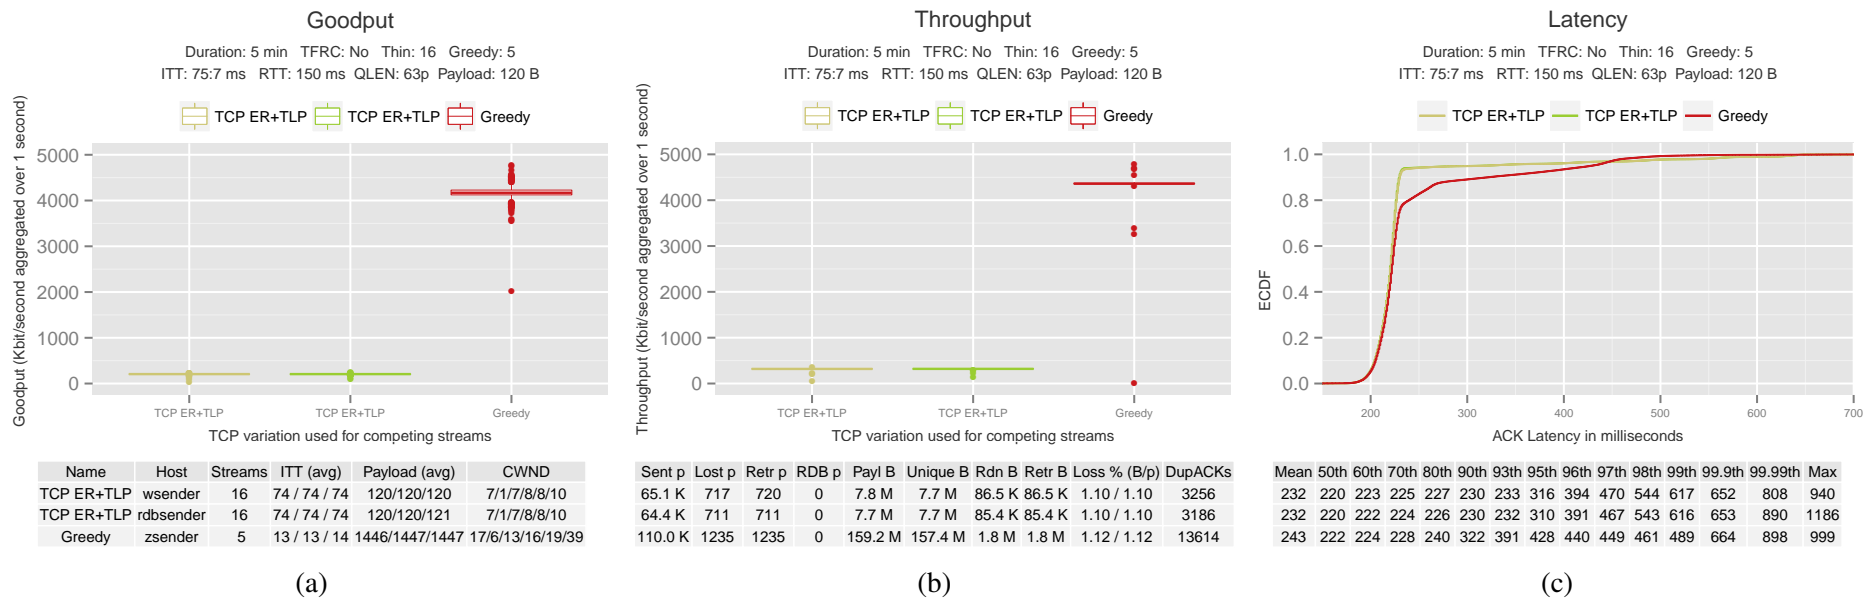 Goodput
Duration: 5 min TFRC: No Thin: 16 Greedy: 5
ITT: 75:7 ms RTT: 150 ms QLEN: 63p Payload: 120 B
TCP ER+TLP TCP ER+TLP Greedy
Goodput (Kbit/second aggregated over 1 second)
5000
4000
3000
2000
1000
0
TCP ER+TLP TCP ER+TLP Greedy
TCP variation used for competing streams
Name Host Streams ITT (avg) Payload (avg) CWND
TCP ER+TLP wsender 16 74 / 74 / 74 120/120/120 7/1/7/8/8/10
TCP ER+TLP rdbsender 16 74 / 74 / 74 120/120/121 7/1/7/8/8/10
Greedy zsender 5 13 / 13 / 14 1446/1447/1447 17/6/13/16/19/39
(a)
Throughput
Duration: 5 min TFRC: No Thin: 16 Greedy: 5
ITT: 75:7 ms RTT: 150 ms QLEN: 63p Payload: 120 B
TCP ER+TLP TCP ER+TLP Greedy
Throughput (Kbit/second aggregated over 1 second)
5000
4000
3000
2000
1000
0
TCP ER+TLP TCP ER+TLP Greedy
TCP variation used for competing streams
Sent p Lost p Retr p RDB p Payl B Unique B Rdn B Retr B Loss % (B/p) DupACKs
65.1 K 717 720 0 7.8 M 7.7 M 86.5 K 86.5 K 1.10 / 1.10 3256
64.4 K 711 711 0 7.7 M 7.7 M 85.4 K 85.4 K 1.10 / 1.10 3186
110.0 K 1235 1235 0 159.2 M 157.4 M 1.8 M 1.8 M 1.12 / 1.12 13614
(b)
Latency
Duration: 5 min TFRC: No Thin: 16 Greedy: 5
ITT: 75:7 ms RTT: 150 ms QLEN: 63p Payload: 120 B
TCP ER+TLP TCP ER+TLP Greedy
ECDF
1.0
0.8
0.6
0.4
0.2
0.0
200 300 400 500 600 700
ACK Latency in milliseconds
Mean 50th 60th 70th 80th 90th 93th 95th 96th 97th 98th 99th 99.9th 99.99th Max
232 220 223 225 227 230 233 316 394 470 544 617 652 808 940
232 220 222 224 226 230 232 310 391 467 543 616 653 890 1186
243 222 224 228 240 322 391 428 440 449 461 489 664 898 999
(c)